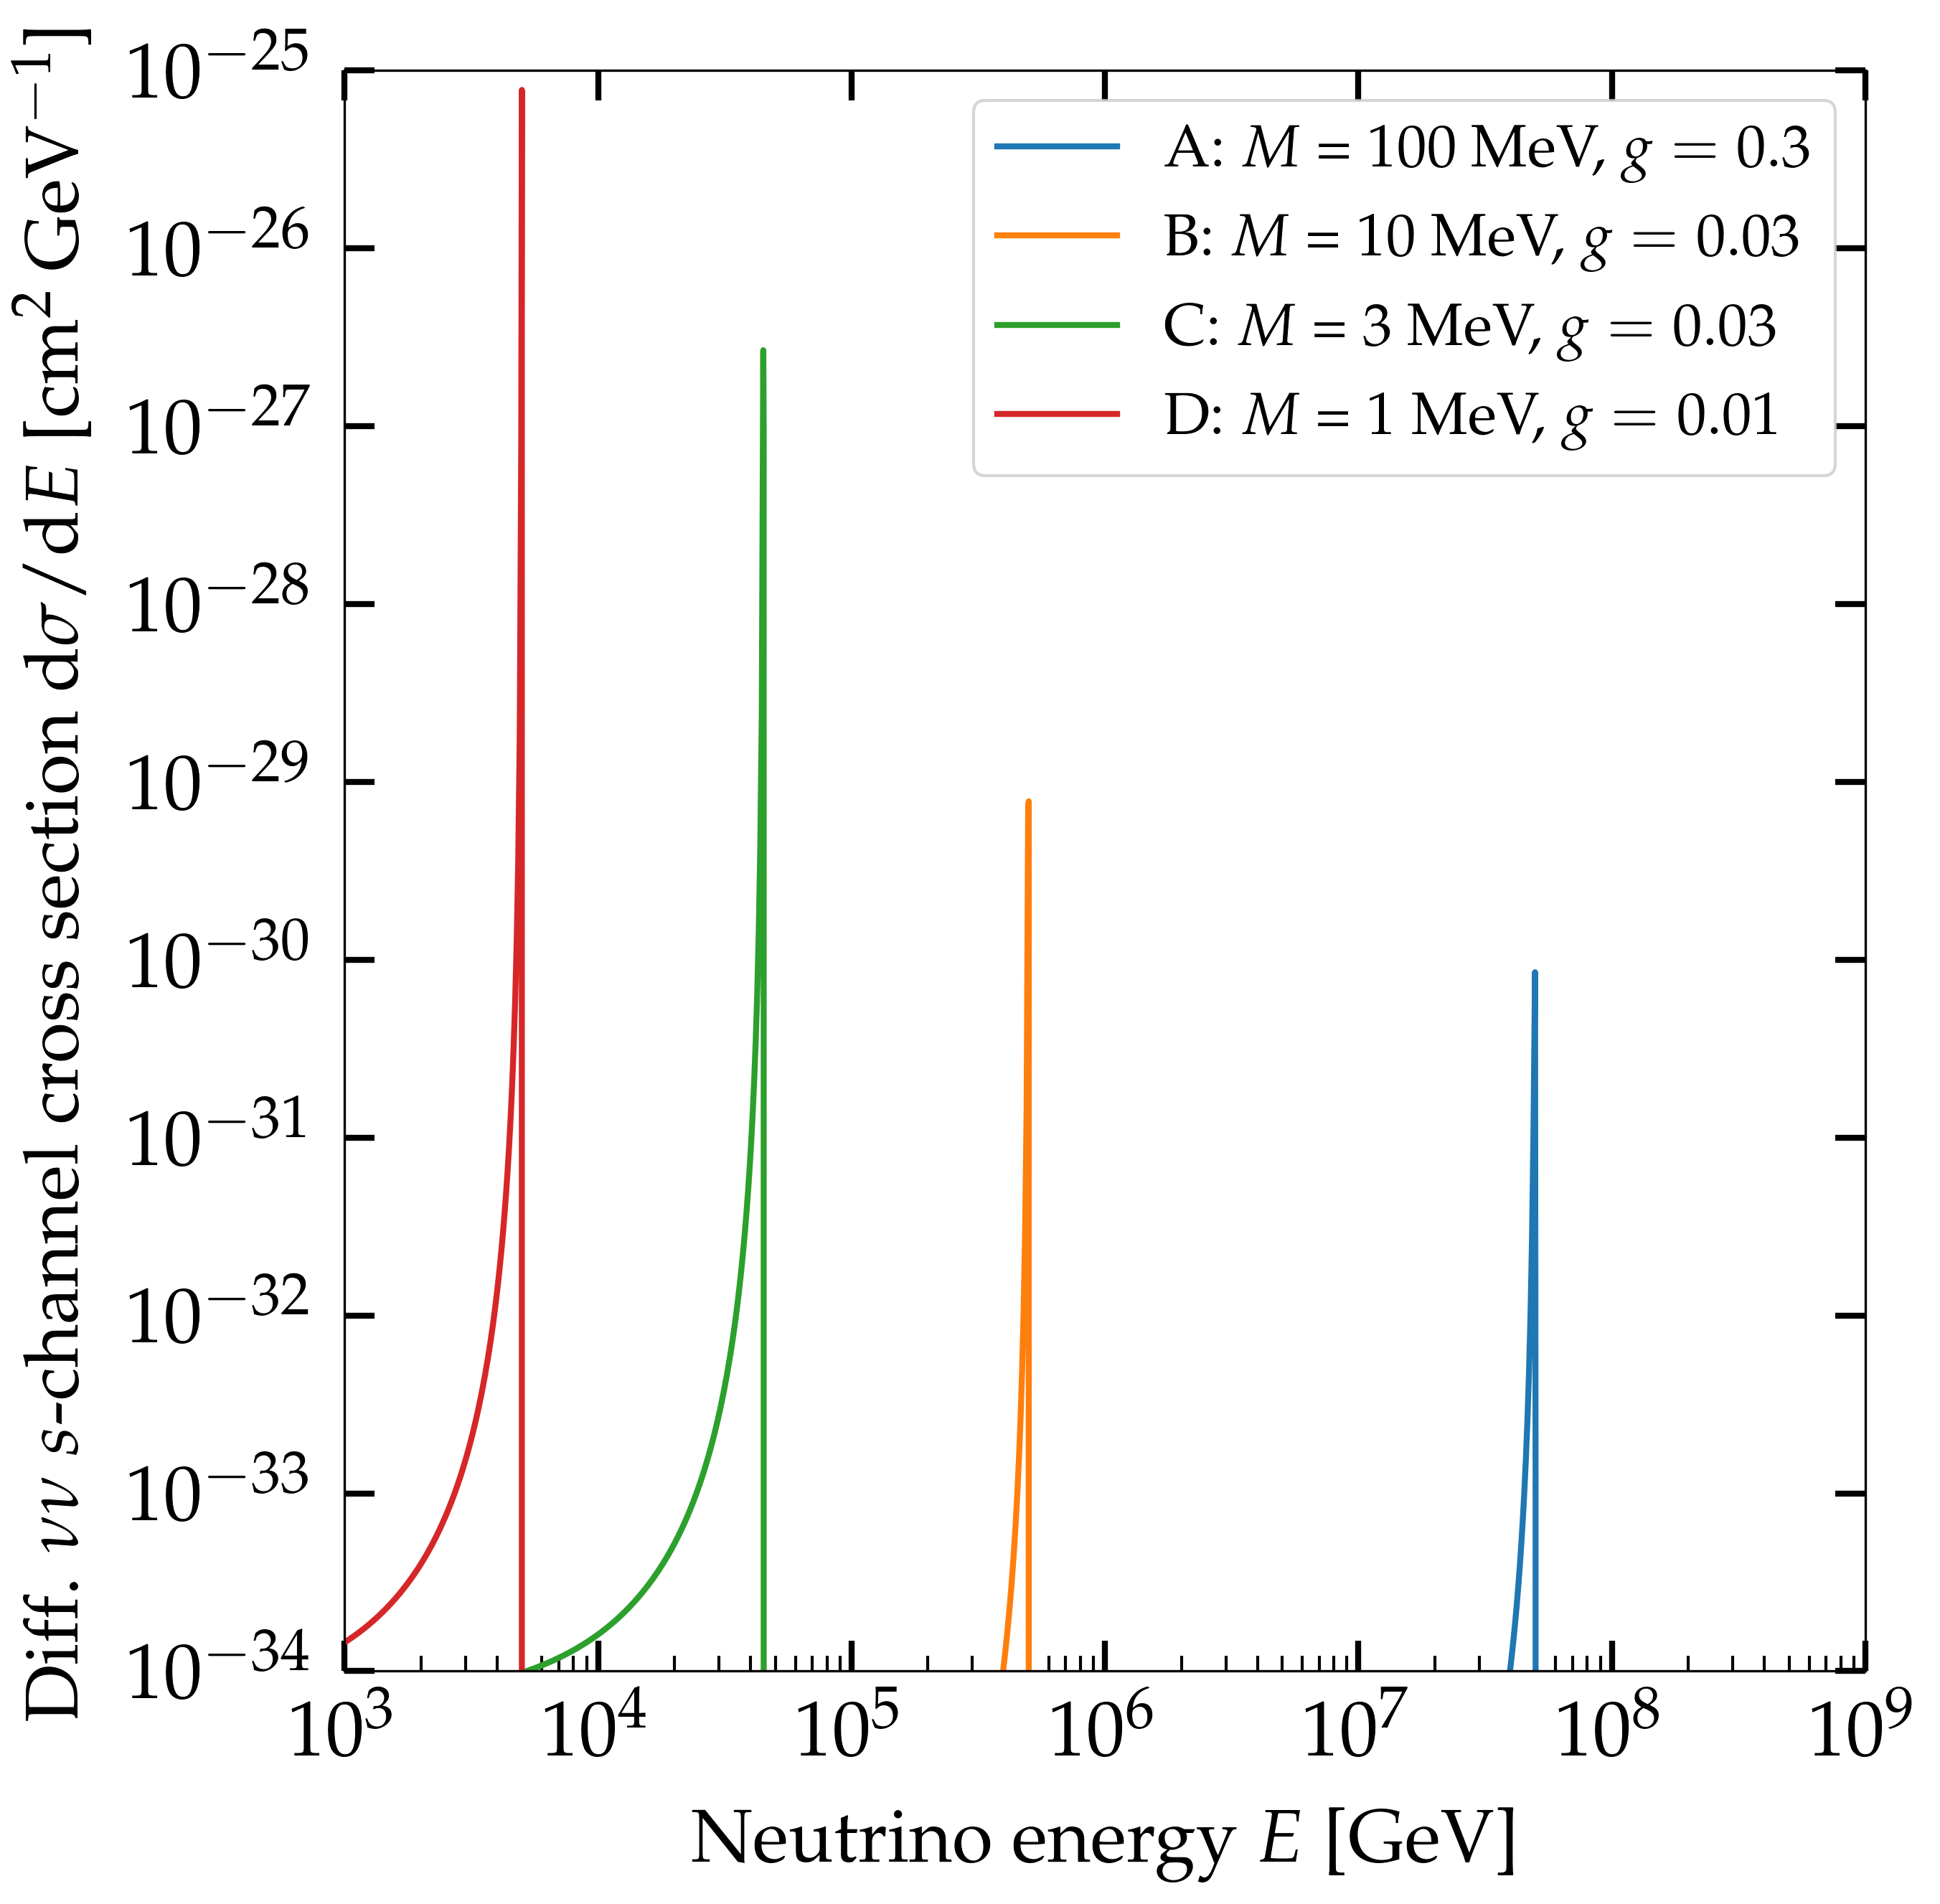 Diff. νν s-channel cross section dσ/dE [cm² GeV⁻¹]
10⁻²⁵
10⁻²⁶
10⁻²⁷
10⁻²⁸
10⁻²⁹
10⁻³⁰
10⁻³¹
10⁻³²
10⁻³³
10⁻³⁴
A: M = 100 MeV, g = 0.3
B: M = 10 MeV, g = 0.03
C: M = 3 MeV, g = 0.03
D: M = 1 MeV, g = 0.01
10³ 10⁴ 10⁵ 10⁶ 10⁷ 10⁸ 10⁹
Neutrino energy E [GeV]